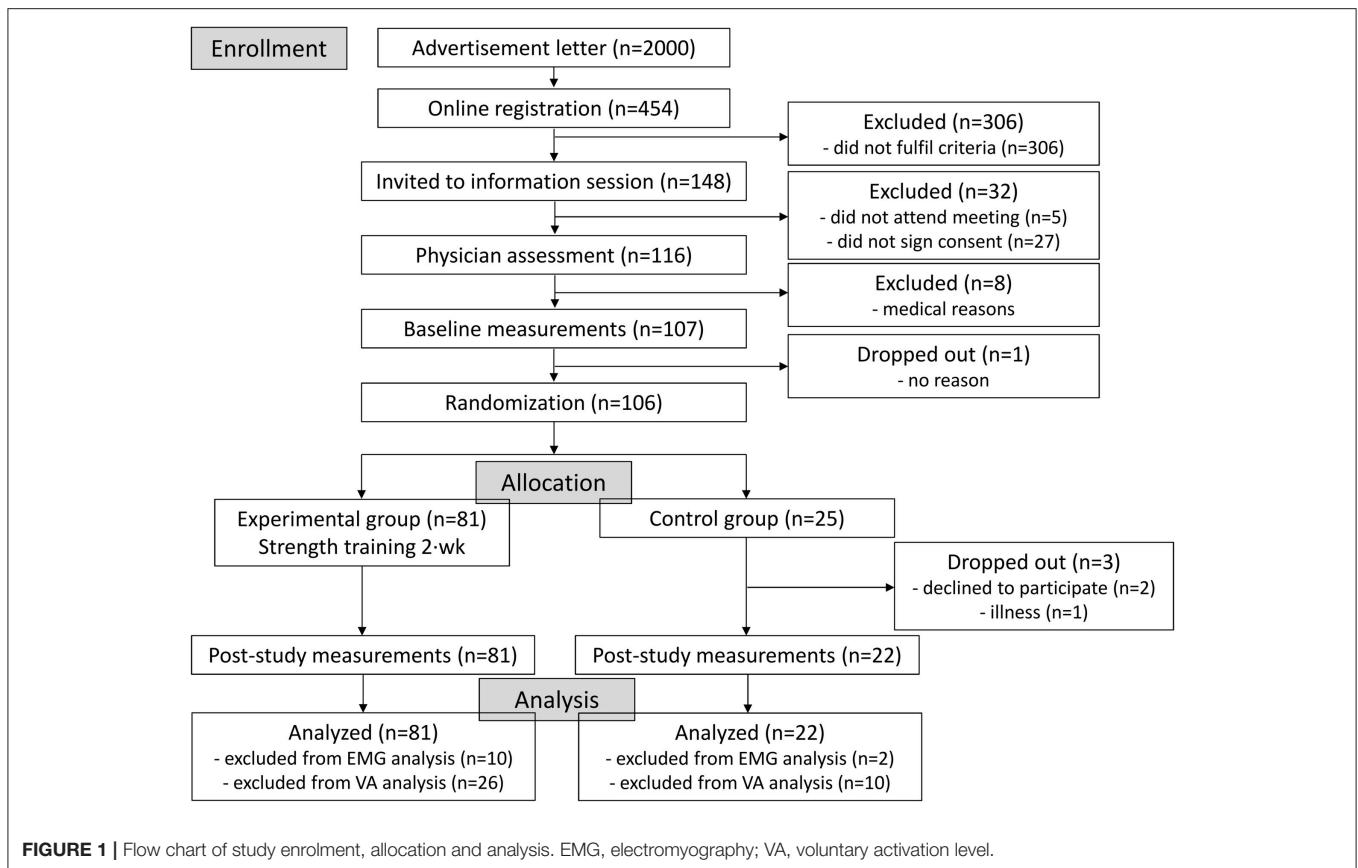 Enrollment
Advertisement letter (n=2000)
Online registration (n=454)
Excluded (n=306)
- did not fulfil criteria (n=306)
Invited to information session (n=148)
Excluded (n=32)
- did not attend meeting (n=5)
- did not sign consent (n=27)
Physician assessment (n=116)
Excluded (n=8)
- medical reasons
Baseline measurements (n=107)
Dropped out (n=1)
- no reason
Randomization (n=106)
Allocation
Experimental group (n=81)
Strength training 2·wk
Control group (n=25)
Dropped out (n=3)
- declined to participate (n=2)
- illness (n=1)
Post-study measurements (n=81)
Post-study measurements (n=22)
Analysis
Analyzed (n=81)
- excluded from EMG analysis (n=10)
- excluded from VA analysis (n=26)
Analyzed (n=22)
- excluded from EMG analysis (n=2)
- excluded from VA analysis (n=10)
FIGURE 1 | Flow chart of study enrolment, allocation and analysis. EMG, electromyography; VA, voluntary activation level.